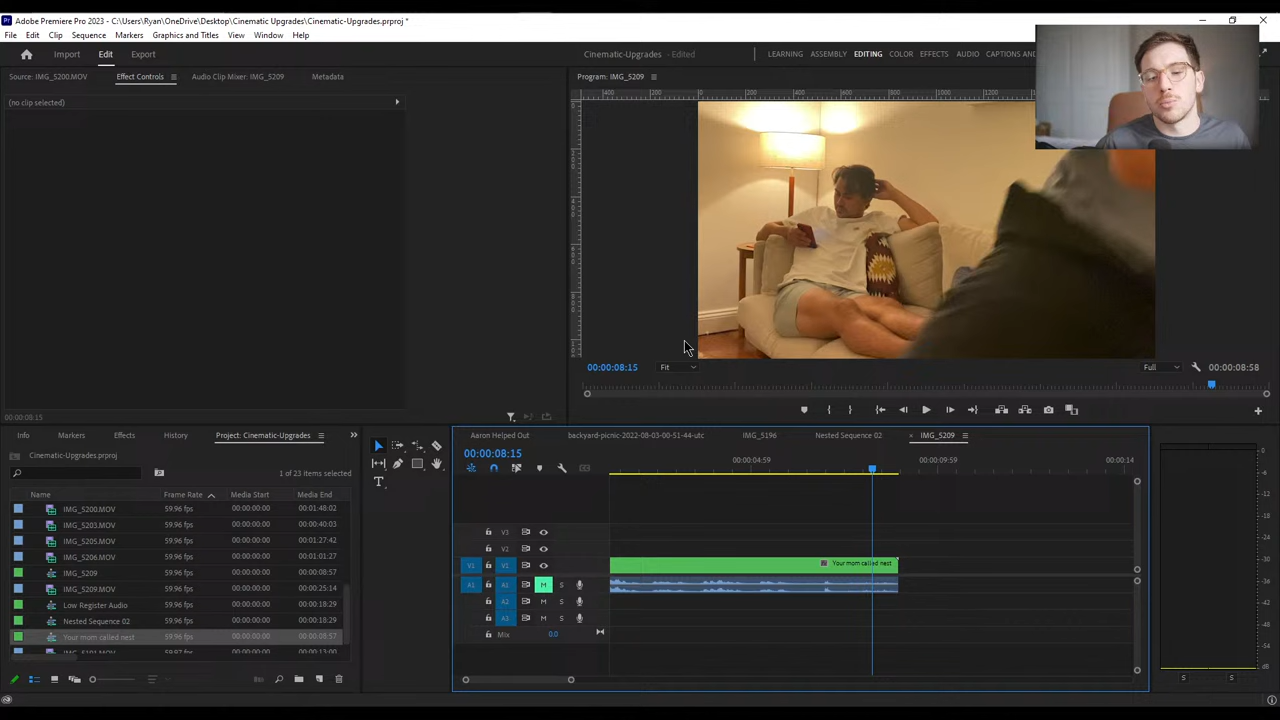 Adobe Premiere Pro 2023 - C:\Users\Ryan\OneDrive\Desktop\Cinematic Upgrades\Cinematic-Upgrades.prproj *
File Edit Clip Sequence Markers Graphics and Titles View Window Help
Import Edit Export Cinematic-Upgrades - Edited LEARNING ASSEMBLY EDITING COLOR EFFECTS AUDIO CAPTIONS AND
Source: IMG_5200.MOV Effect Controls Audio Clip Mixer: IMG_5209 Metadata Program: IMG_5209
(no clip selected)
00:00:08:15 Fit Full 00:00:08:58
00:00:08:15
Info Markers Effects History Project: Cinematic-Upgrades
Aaron Helped Out backyard-picnic-2022-08-03-00-51-44-utc IMG_5196 Nested Sequence 02 IMG_5209
Cinematic-Upgrades.prproj
00:00:08:15
00:00:04:59 00:00:09:59 00:00:14
1 of 23 items selected
Name Frame Rate Media Start Media End
IMG_5200.MOV 59.96 fps 00:00:00:00 00:01:48:02
IMG_5203.MOV 59.96 fps 00:00:00:00 00:00:40:03
IMG_5205.MOV 59.96 fps 00:00:00:00 00:01:27:42
IMG_5206.MOV 59.96 fps 00:00:00:00 00:01:01:27
IMG_5209 59.96 fps 00:00:00:00 00:00:08:57
IMG_5209.MOV 59.96 fps 00:00:00:00 00:00:25:14
Low Register Audio 59.96 fps 00:00:00:00 00:00:18:29
Nested Sequence 02 59.96 fps 00:00:00:00 00:00:18:29
Your mom called nest 59.96 fps 00:00:00:00 00:00:08:57
V3
V2
V1 V1 Your mom called nest
A1 A1 M S
A2 M S
A3 M S
Mix 0.0
S S